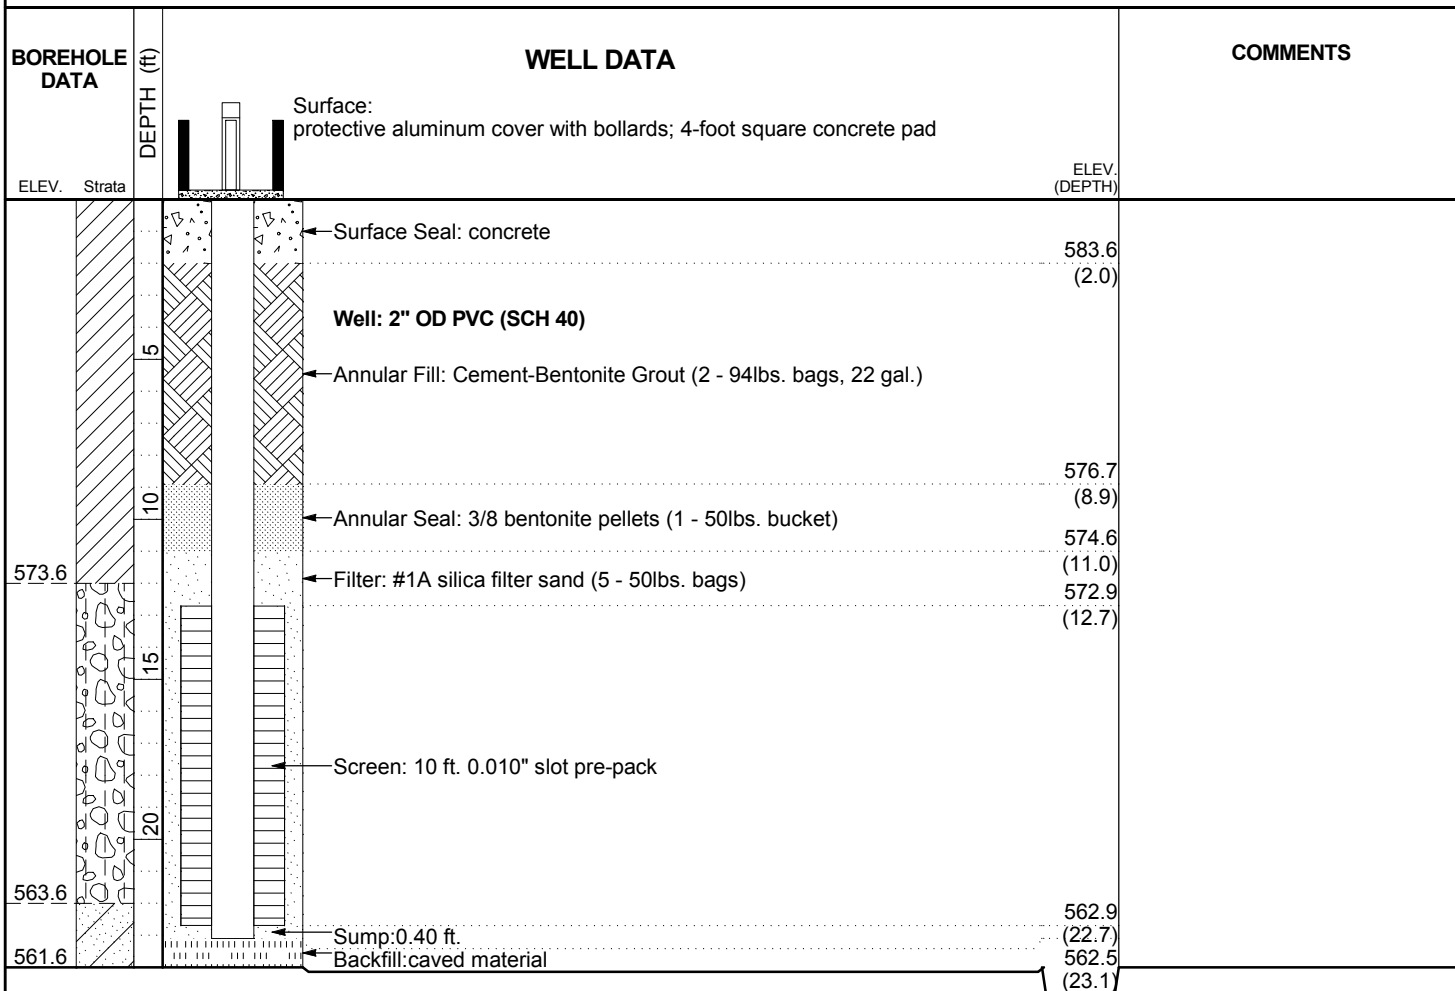 BOREHOLE
DATA
DEPTH (ft)
WELL DATA
COMMENTS
Surface:
protective aluminum cover with bollards; 4-foot square concrete pad
ELEV.
Strata
ELEV.
(DEPTH)
Surface Seal: concrete
583.6
(2.0)
Well: 2" OD PVC (SCH 40)
5
Annular Fill: Cement-Bentonite Grout (2 - 94lbs. bags, 22 gal.)
576.7
(8.9)
10
Annular Seal: 3/8 bentonite pellets (1 - 50lbs. bucket)
574.6
(11.0)
573.6
Filter: #1A silica filter sand (5 - 50lbs. bags)
572.9
(12.7)
15
Screen: 10 ft. 0.010" slot pre-pack
20
563.6
562.9
(22.7)
Sump:0.40 ft.
561.6
Backfill:caved material
562.5
(23.1)